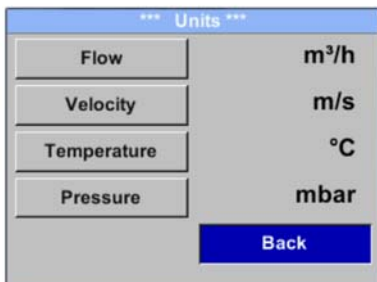 *** Units ***
Flow m³/h
Velocity m/s
Temperature °C
Pressure mbar
Back